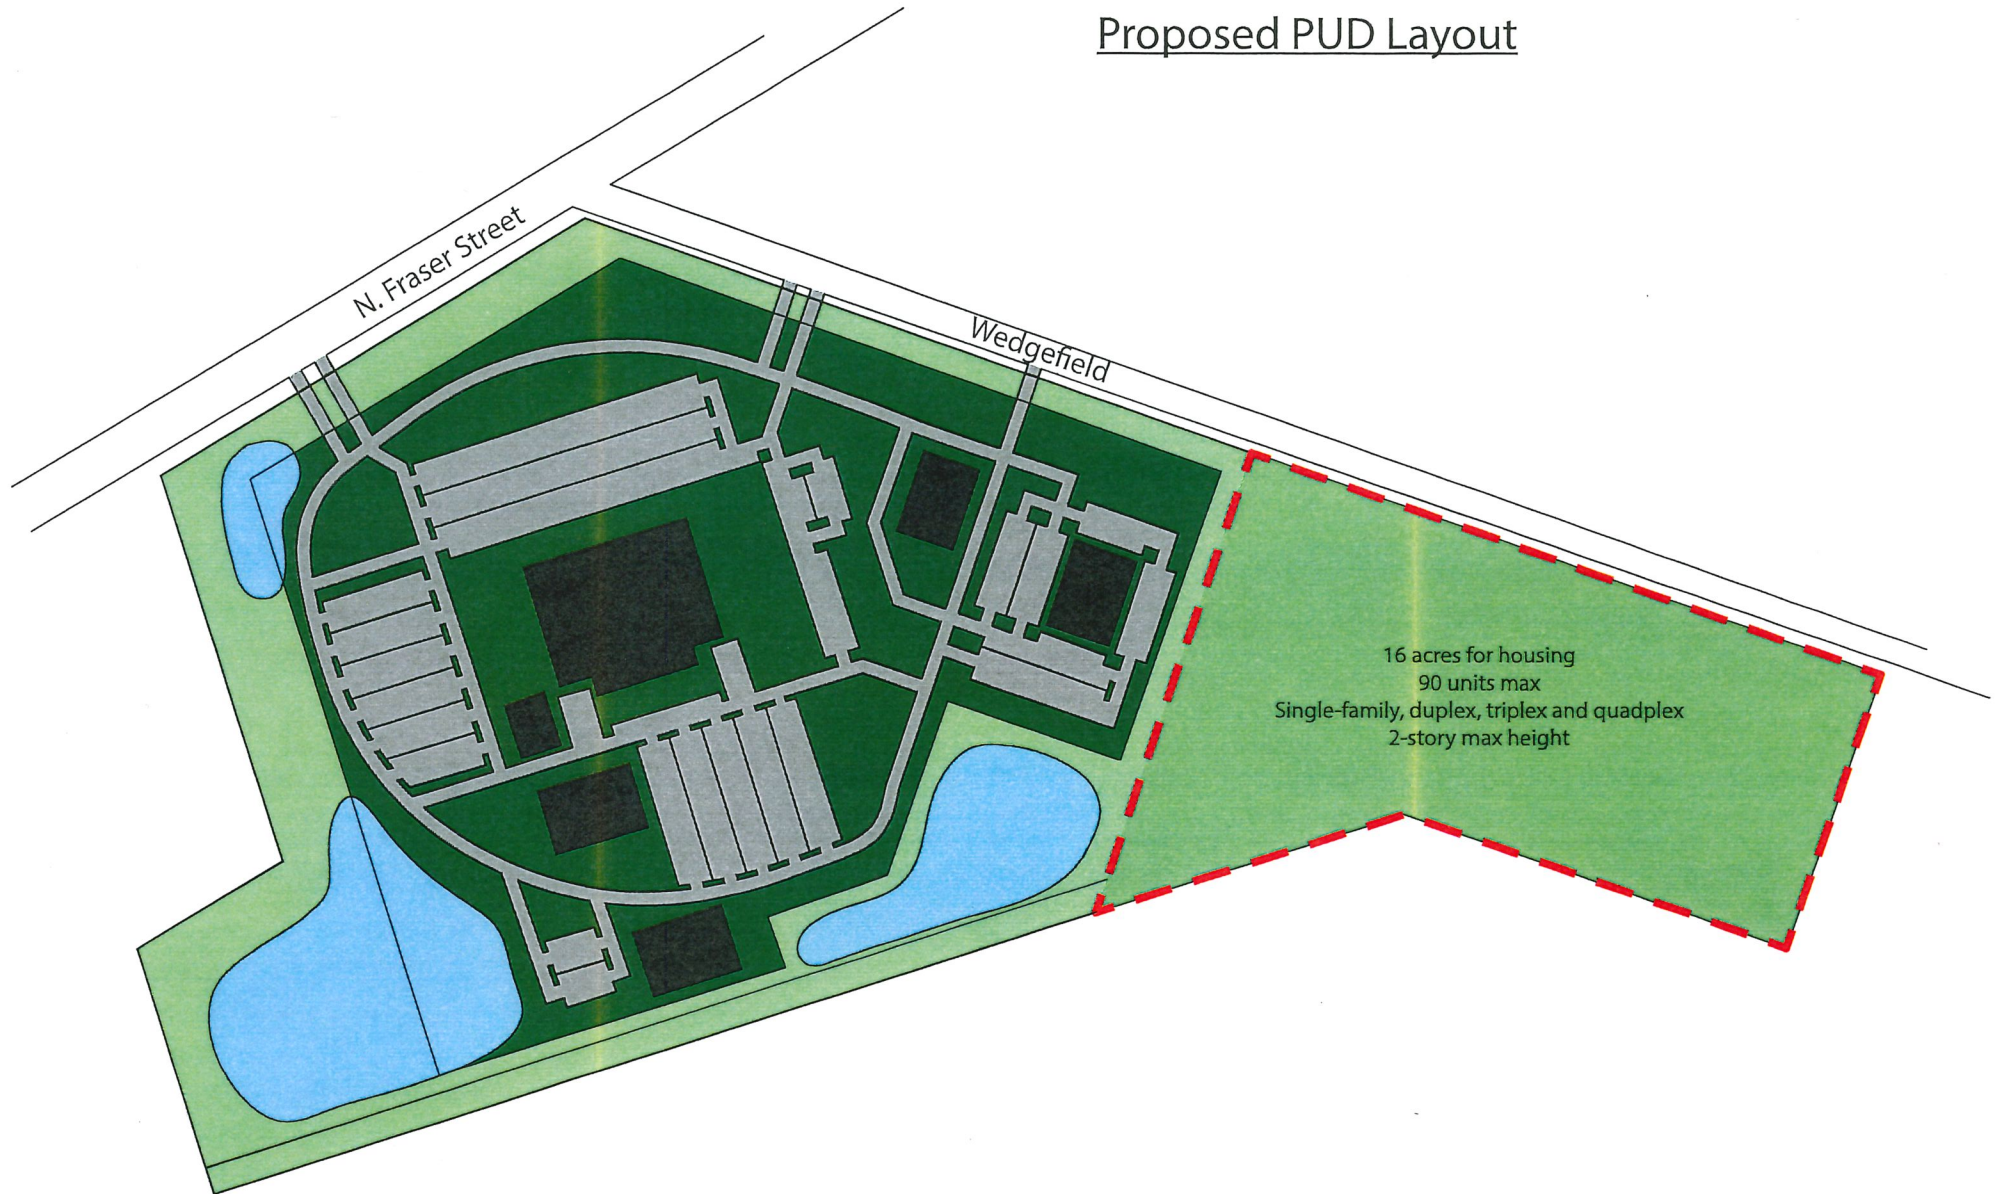 Proposed PUD Layout
N. Fraser Street
Wedgefield
16 acres for housing
90 units max
Single-family, duplex, triplex and quadplex
2-story max height